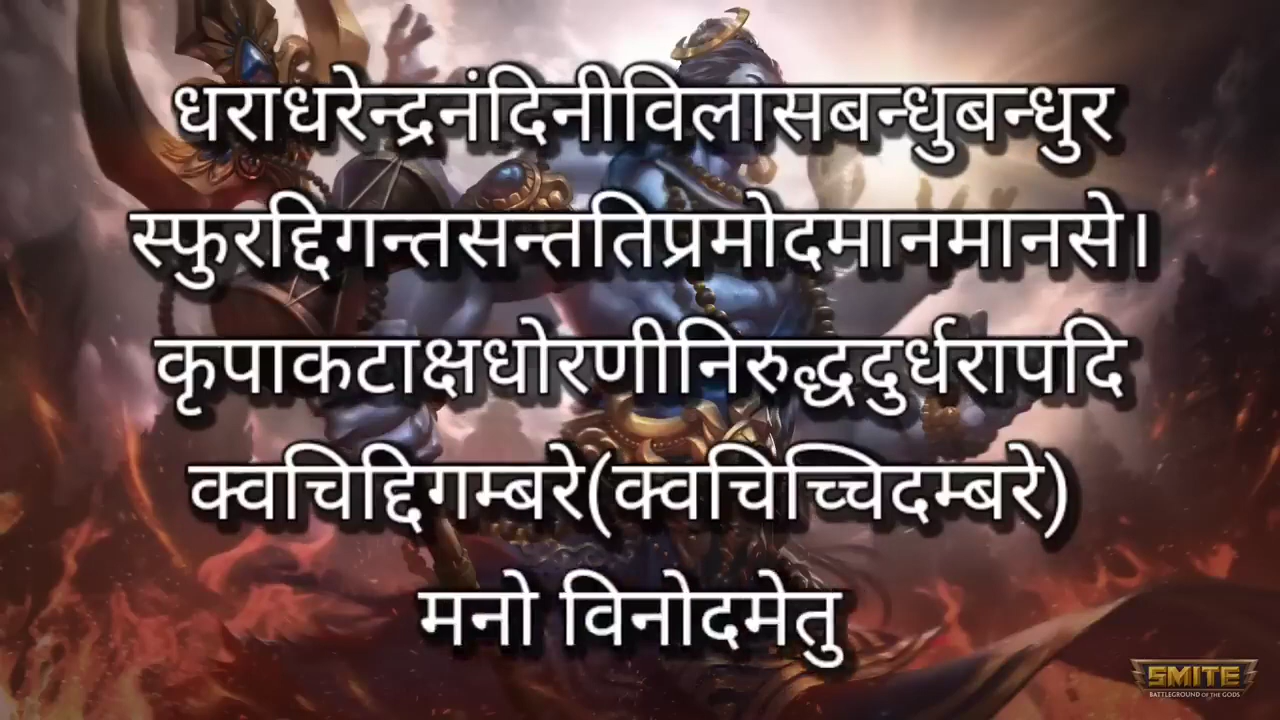 धराधरेन्द्रनंदिनीविलासबन्धुबन्धुर
स्फुरद्दिगन्तसन्ततिप्रमोदमानमानसे।
कृपाकटाक्षधोरणीनिरुद्धदुर्धरापदि
क्वचिद्दिगम्बरे(क्वचिच्चिदम्बरे)
मनो विनोदमेतु
SMITE
BATTLEGROUND OF THE GODS